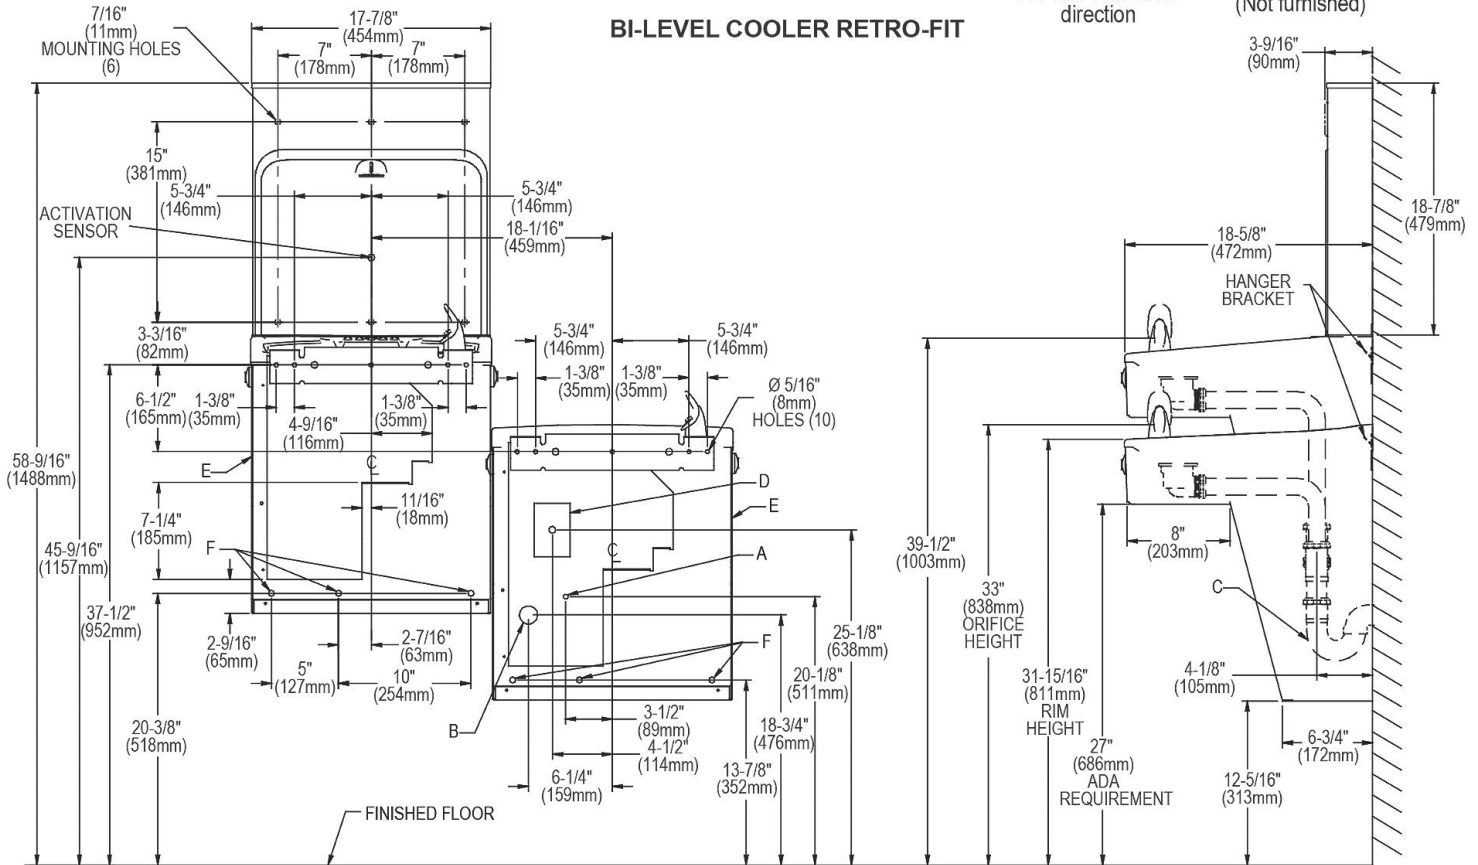 direction
(Not furnished)
BI-LEVEL COOLER RETRO-FIT
7/16"
(11mm)
MOUNTING HOLES
(6)
17-7/8"
(454mm)
7"
(178mm)
7"
(178mm)
15"
(381mm)
5-3/4"
(146mm)
5-3/4"
(146mm)
ACTIVATION
SENSOR
18-1/16"
(459mm)
3-3/16"
(82mm)
6-1/2"
(165mm)
1-3/8"
(35mm)
1-3/8"
(35mm)
4-9/16"
(116mm)
5-3/4"
(146mm)
5-3/4"
(146mm)
1-3/8"
(35mm)
1-3/8"
(35mm)
Ø 5/16"
(8mm)
HOLES (10)
58-9/16"
(1488mm)
E
C
L
11/16"
(18mm)
D
E
7-1/4"
(185mm)
F
45-9/16"
(1157mm)
C
L
A
37-1/2"
(952mm)
2-9/16"
(65mm)
2-7/16"
(63mm)
5"
(127mm)
10"
(254mm)
F
25-1/8"
(638mm)
20-1/8"
(511mm)
20-3/8"
(518mm)
B
3-1/2"
(89mm)
4-1/2"
(114mm)
6-1/4"
(159mm)
18-3/4"
(476mm)
13-7/8"
(352mm)
FINISHED FLOOR
3-9/16"
(90mm)
18-7/8"
(479mm)
18-5/8"
(472mm)
HANGER
BRACKET
39-1/2"
(1003mm)
8"
(203mm)
33"
(838mm)
ORIFICE
HEIGHT
C
31-15/16"
(811mm)
RIM
HEIGHT
4-1/8"
(105mm)
27"
(686mm)
ADA
REQUIREMENT
6-3/4"
(172mm)
12-5/16"
(313mm)